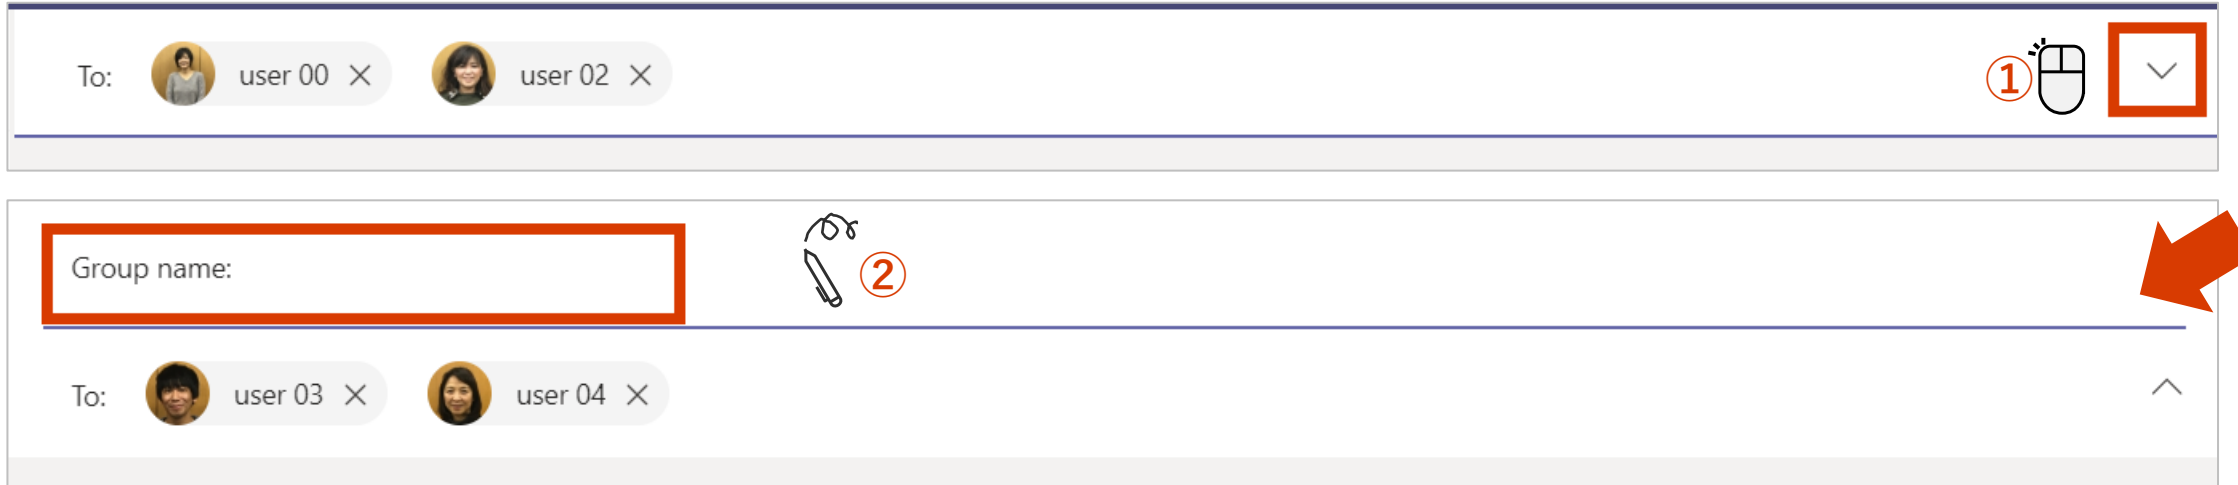 To: user 00 user 02 ①
Group name: ②
To: user 03 user 04